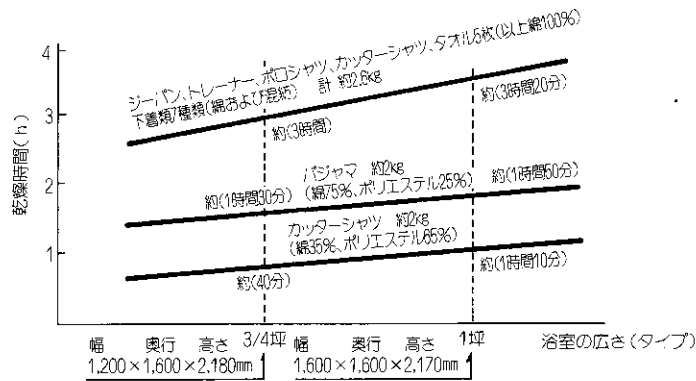 ジーパン、トレーナー、ポロシャツ、カッターシャツ、タオル5枚(以上綿100%)
下着類7種類(綿および混紡) 計 約2.6kg
4
3
2
1
乾燥時間(h)
約(3時間)
約(3時間20分)
約(1時間30分)
パジャマ 約2kg
(綿75%、ポリエステル25%)
約(1時間50分)
カッターシャツ 約2kg
(綿35%、ポリエステル65%)
約(40分)
約(1時間10分)
幅 奥行 高さ 3/4坪
1,200×1,600×2,180mm
幅 奥行 高さ 1坪
1,600×1,600×2,170mm
浴室の広さ(タイプ)